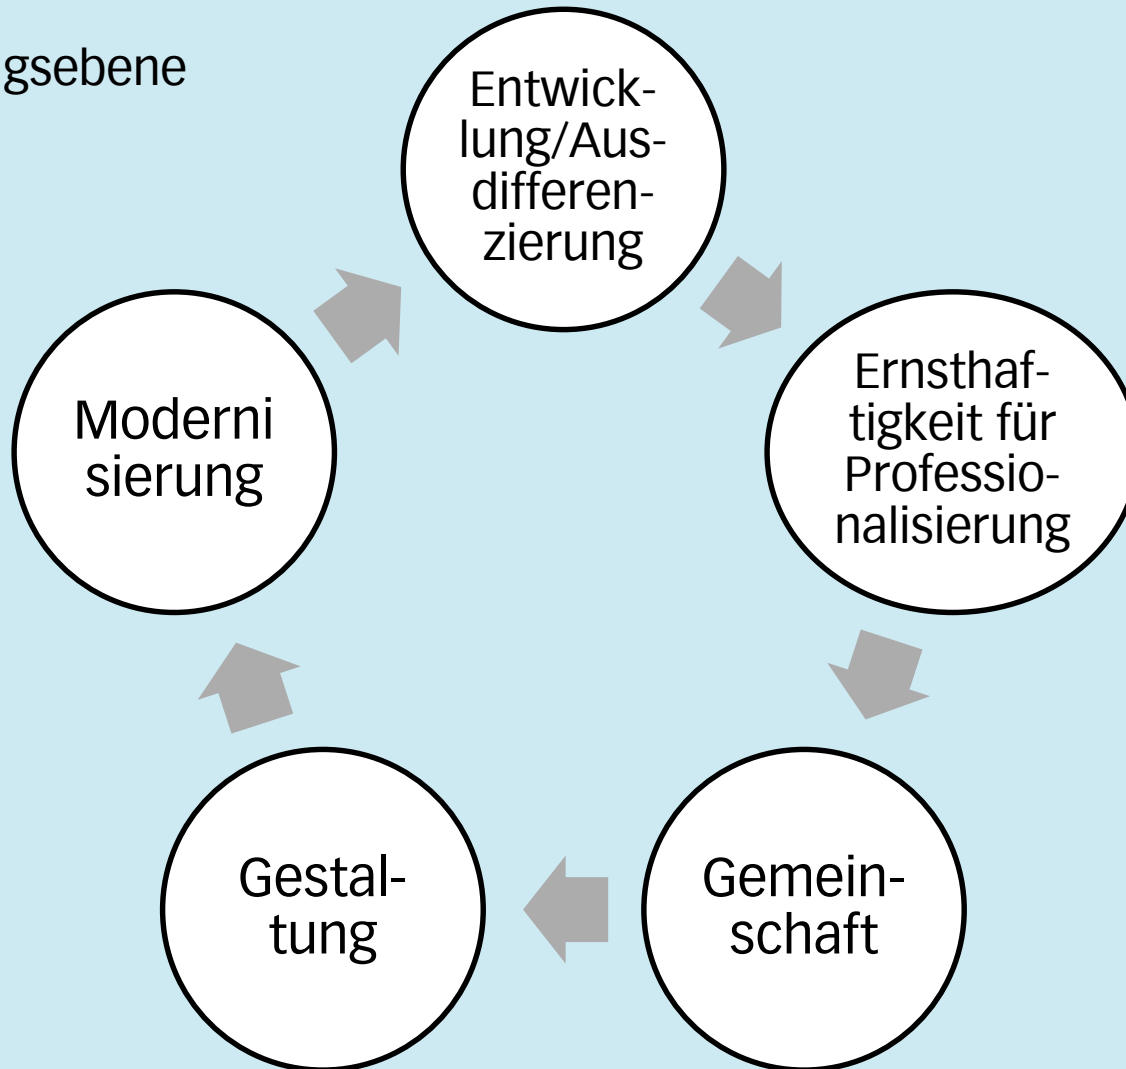 gsebene
Entwick-
lung/Aus-
differen-
zierung
Ernsthaf-
tigkeit für
Professio-
nalisierung
Gemein-
schaft
Gestal-
tung
Moderni
sierung